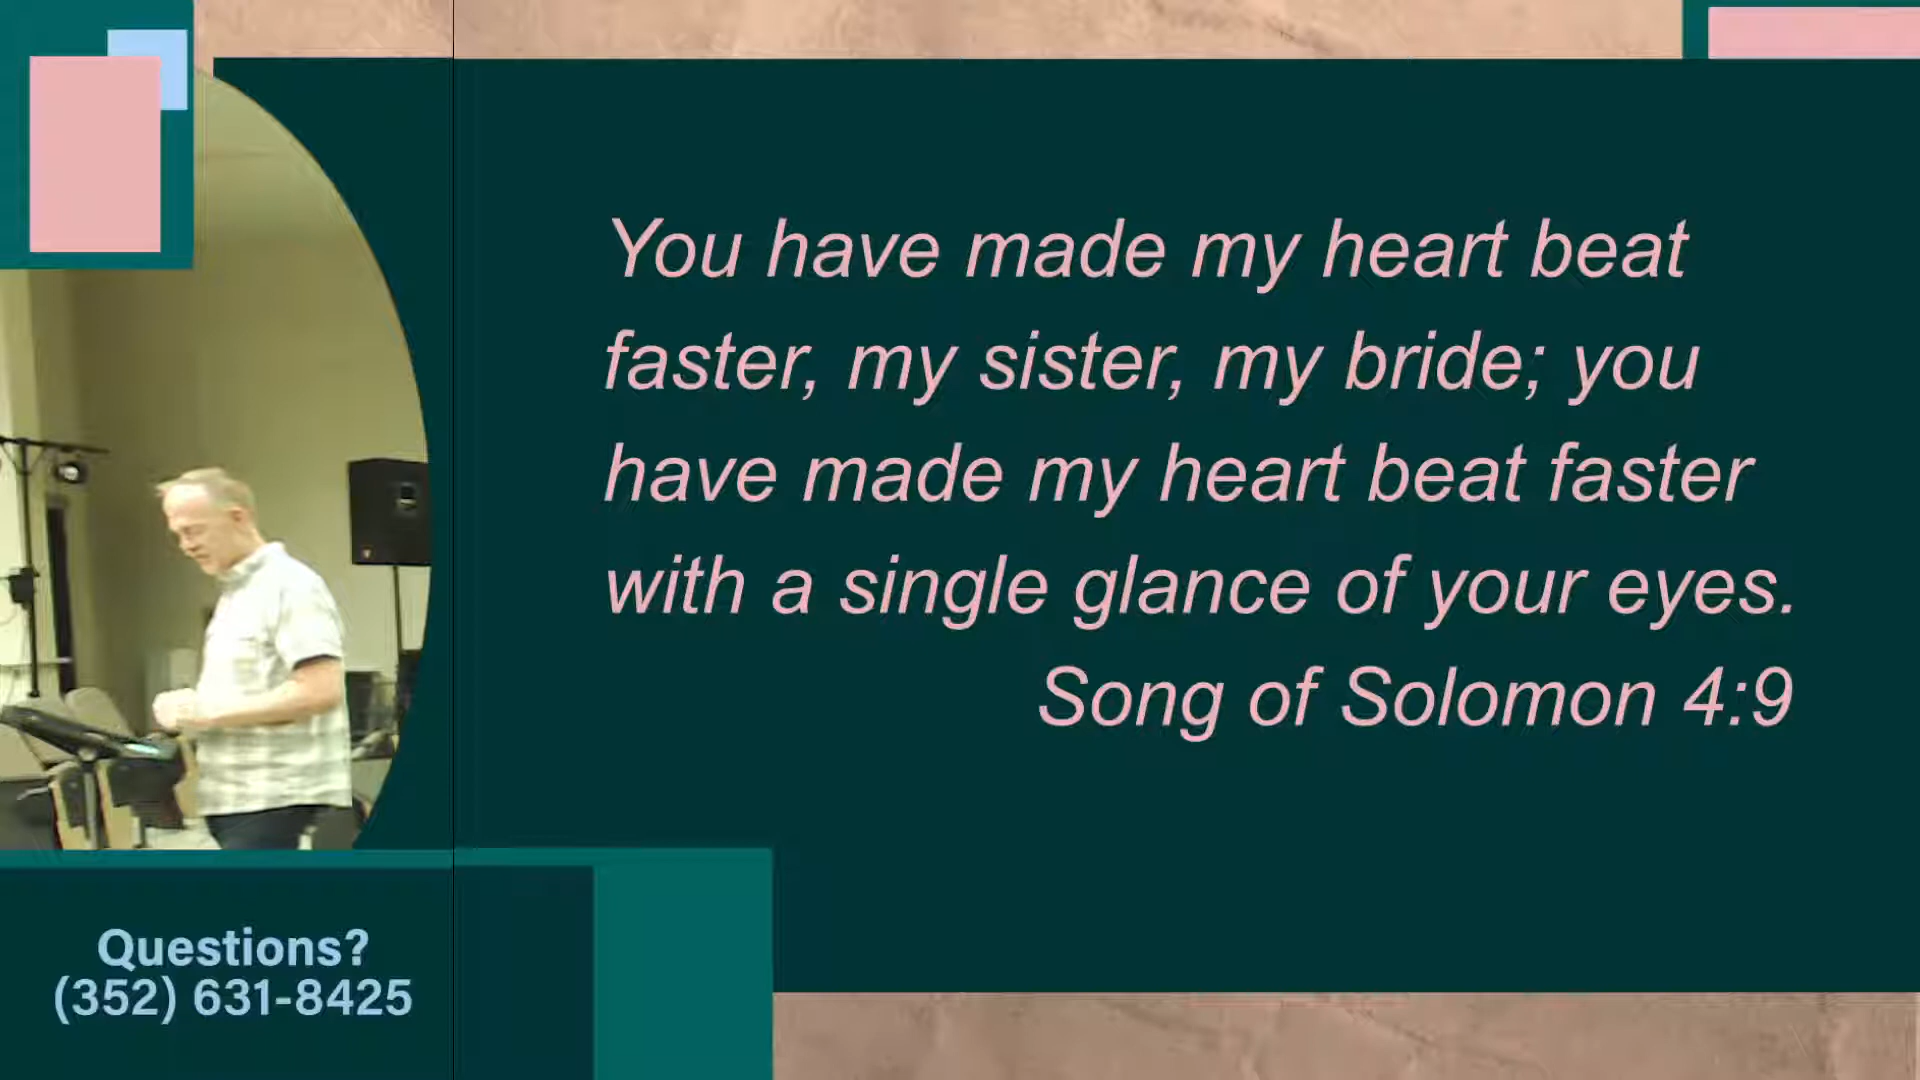 You have made my heart beat
faster, my sister, my bride; you
have made my heart beat faster
with a single glance of your eyes.
Song of Solomon 4:9
Questions?
(352) 631-8425